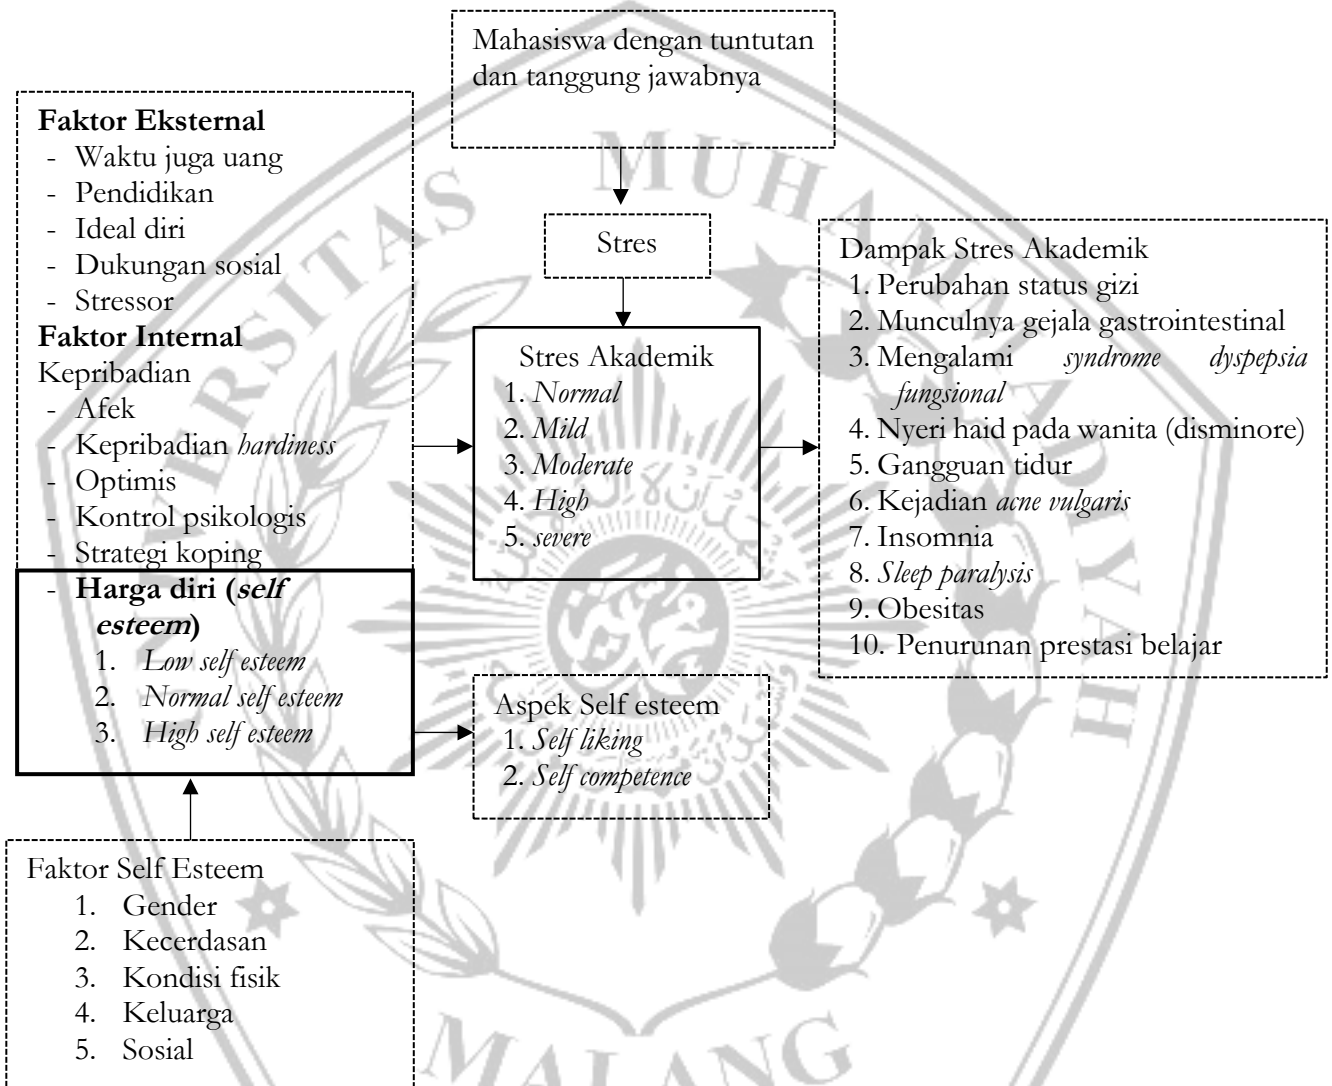 Mahasiswa dengan tuntutan
dan tanggung jawabnya
Faktor Eksternal
- Waktu juga uang
- Pendidikan
- Ideal diri
- Dukungan sosial
- Stressor
Faktor Internal
Kepribadian
- Afek
- Kepribadian hardiness
- Optimis
- Kontrol psikologis
- Strategi koping
- Harga diri (self
esteem)
1. Low self esteem
2. Normal self esteem
3. High self esteem
Stres
Stres Akademik
1. Normal
2. Mild
3. Moderate
4. High
5. severe
Dampak Stres Akademik
1. Perubahan status gizi
2. Munculnya gejala gastrointestinal
3. Mengalami syndrome dyspepsia
fungsional
4. Nyeri haid pada wanita (disminore)
5. Gangguan tidur
6. Kejadian acne vulgaris
7. Insomnia
8. Sleep paralysis
9. Obesitas
10. Penurunan prestasi belajar
Aspek Self esteem
1. Self liking
2. Self competence
Faktor Self Esteem
1. Gender
2. Kecerdasan
3. Kondisi fisik
4. Keluarga
5. Sosial
MUHAMMADIYAH
MALANG